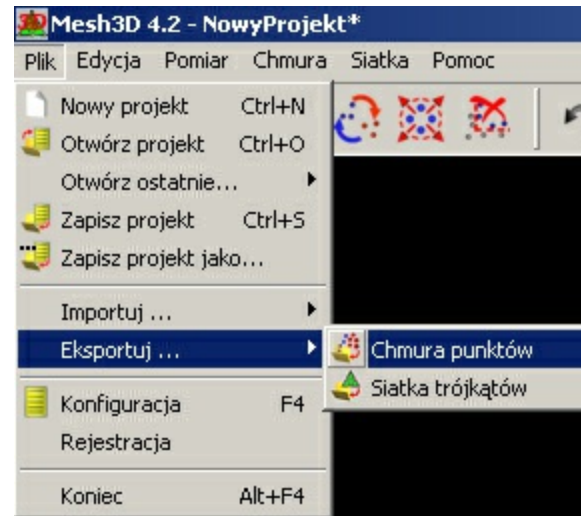 Mesh3D 4.2 - NowyProjekt*
Plik Edycja Pomiar Chmura Siatka Pomoc
Nowy projekt Ctrl+N
Otwórz projekt Ctrl+O
Otwórz ostatnie...
Zapisz projekt Ctrl+S
Zapisz projekt jako...
Importuj ...
Eksportuj ...
Chmura punktów
Siatka trójkątów
Konfiguracja F4
Rejestracja
Koniec Alt+F4